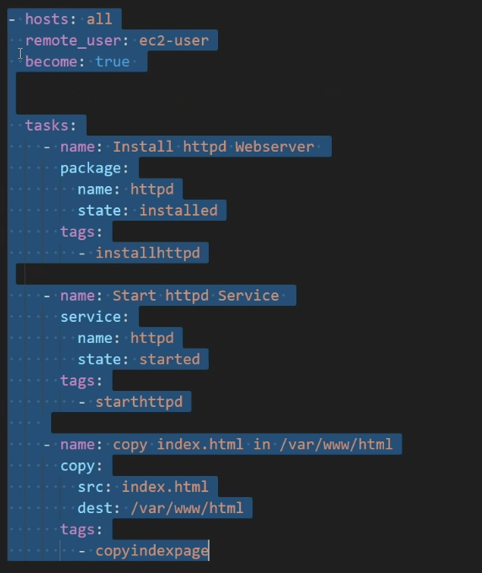 - hosts: all
  remote_user: ec2-user
  become: true
  tasks:
    - name: Install httpd Webserver
      package:
        name: httpd
        state: installed
      tags:
        - installhttpd
    - name: Start httpd Service
      service:
        name: httpd
        state: started
      tags:
        - starthttpd
    - name: copy index.html in /var/www/html
      copy:
        src: index.html
        dest: /var/www/html
      tags:
        - copyindexpage